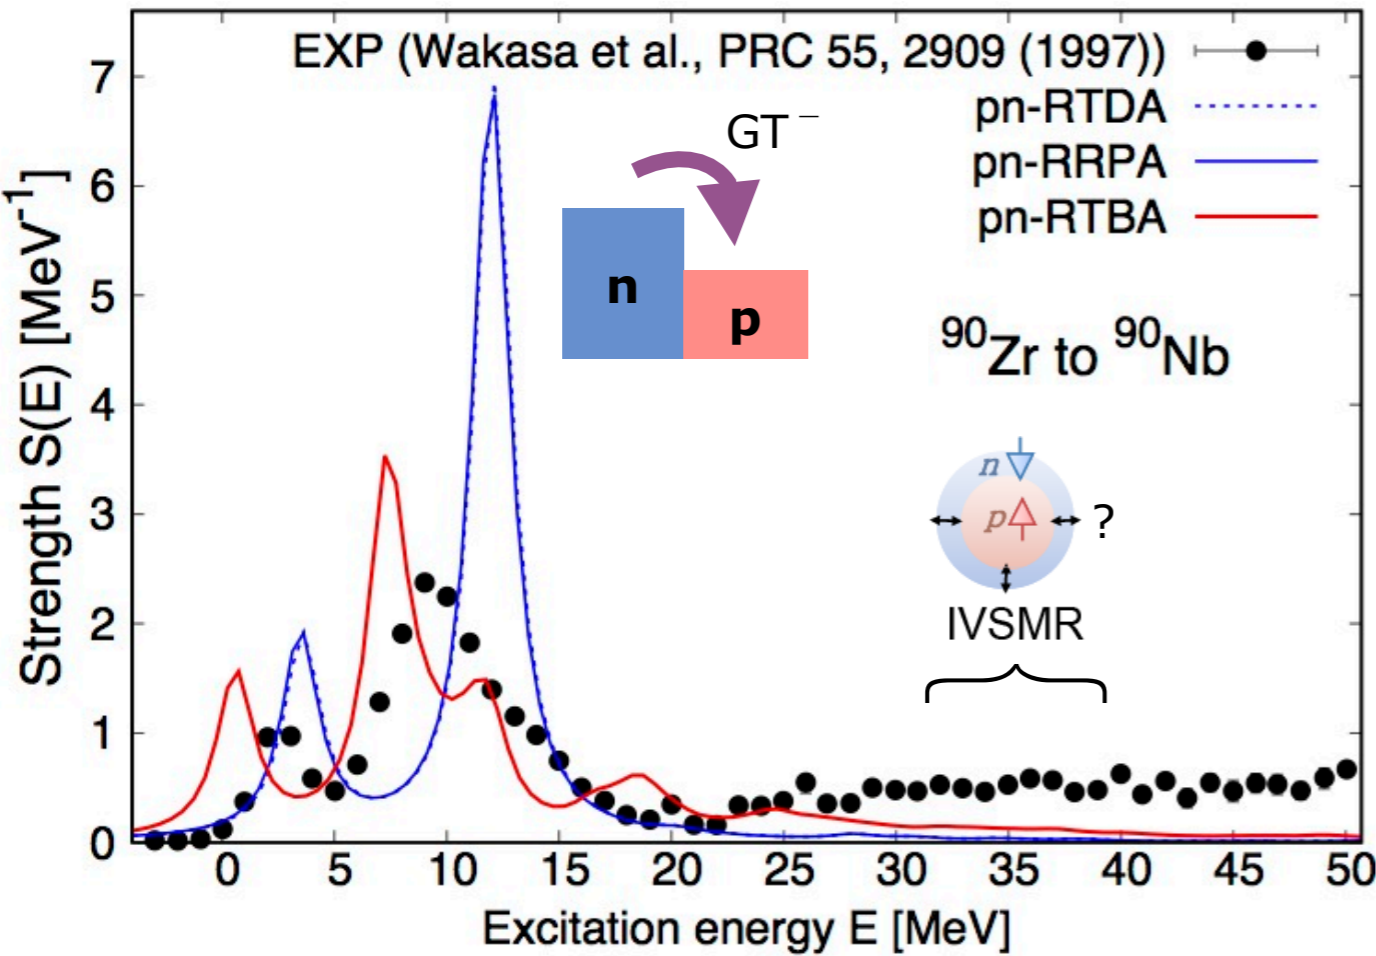 EXP (Wakasa et al., PRC 55, 2909 (1997))
pn-RTDA
pn-RRPA
pn-RTBA
GT⁻
n
p
⁹⁰Zr to ⁹⁰Nb
n
p
?
IVSMR
Strength S(E) [MeV⁻¹]
7
6
5
4
3
2
1
0
0 5 10 15 20 25 30 35 40 45 50
Excitation energy E [MeV]